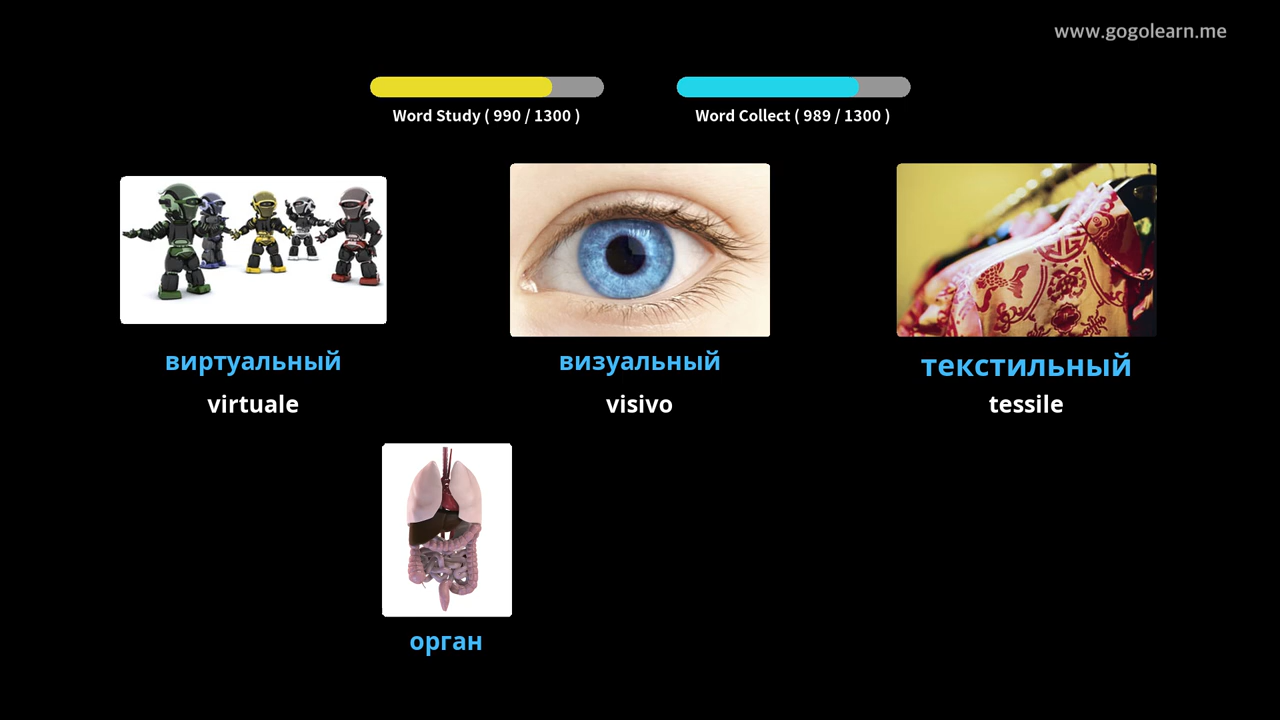 www.gogolearn.me
Word Study ( 990 / 1300 )
Word Collect ( 989 / 1300 )
виртуальный
визуальный
текстильный
virtuale
visivo
tessile
орган